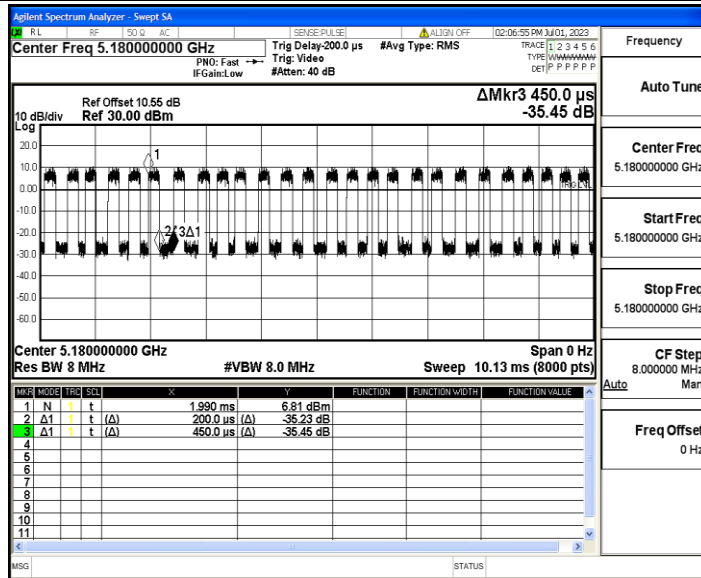 Agilent Spectrum Analyzer - Swept SA
RL RF 50 Ω AC SENSE:PULSE ALIGN OFF 02:06:55 PM Jul 01, 2023
Center Freq 5.180000000 GHz
PNO: Fast
IFGain:Low
Trig Delay-200.0 µs
Trig: Video
#Atten: 40 dB
#Avg Type: RMS
TRACE 1 2 3 4 5 6
TYPE
DET P P P P P P
ΔMkr3 450.0 µs
-35.45 dB
Ref Offset 10.55 dB
10 dB/div Ref 30.00 dBm
Log
20.0
10.0
0.00
-10.0
-20.0
-30.0
-40.0
-50.0
-60.0
1
3Δ1
Center 5.180000000 GHz Span 0 Hz
Res BW 8 MHz #VBW 8.0 MHz Sweep 10.13 ms (8000 pts)
MKR MODE TRC SCL X Y FUNCTION FUNCTION WIDTH FUNCTION VALUE
1 N 1 t 1.990 ms 6.81 dBm
2 Δ1 1 t (Δ) 200.0 µs (Δ) -35.23 dB
3 Δ1 1 t (Δ) 450.0 µs (Δ) -35.45 dB
4
5
6
7
8
9
10
11
MSG STATUS
Frequency
Auto Tune
Center Freq
5.180000000 GHz
Start Freq
5.180000000 GHz
Stop Freq
5.180000000 GHz
CF Step
8.000000 MHz
Auto Man
Freq Offset
0 Hz